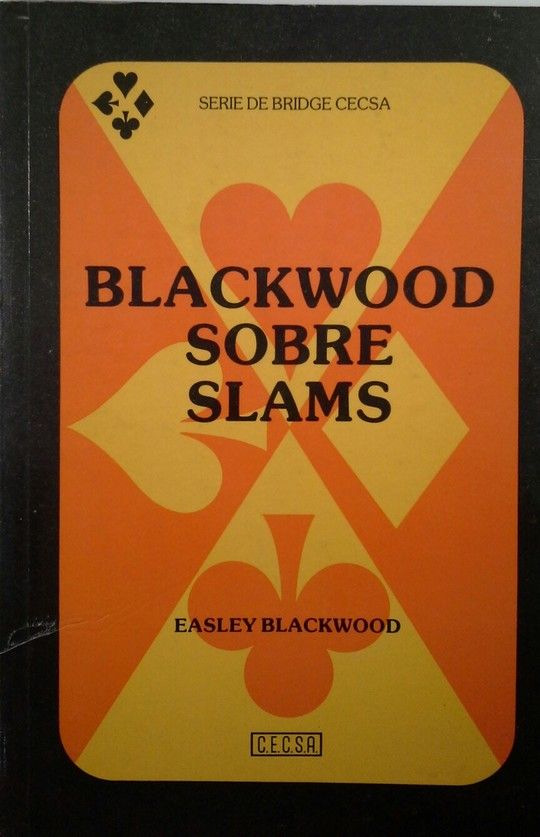 SERIE DE BRIDGE CECSA
BLACKWOOD
SOBRE
SLAMS
EASLEY BLACKWOOD
C.E.C.S.A.